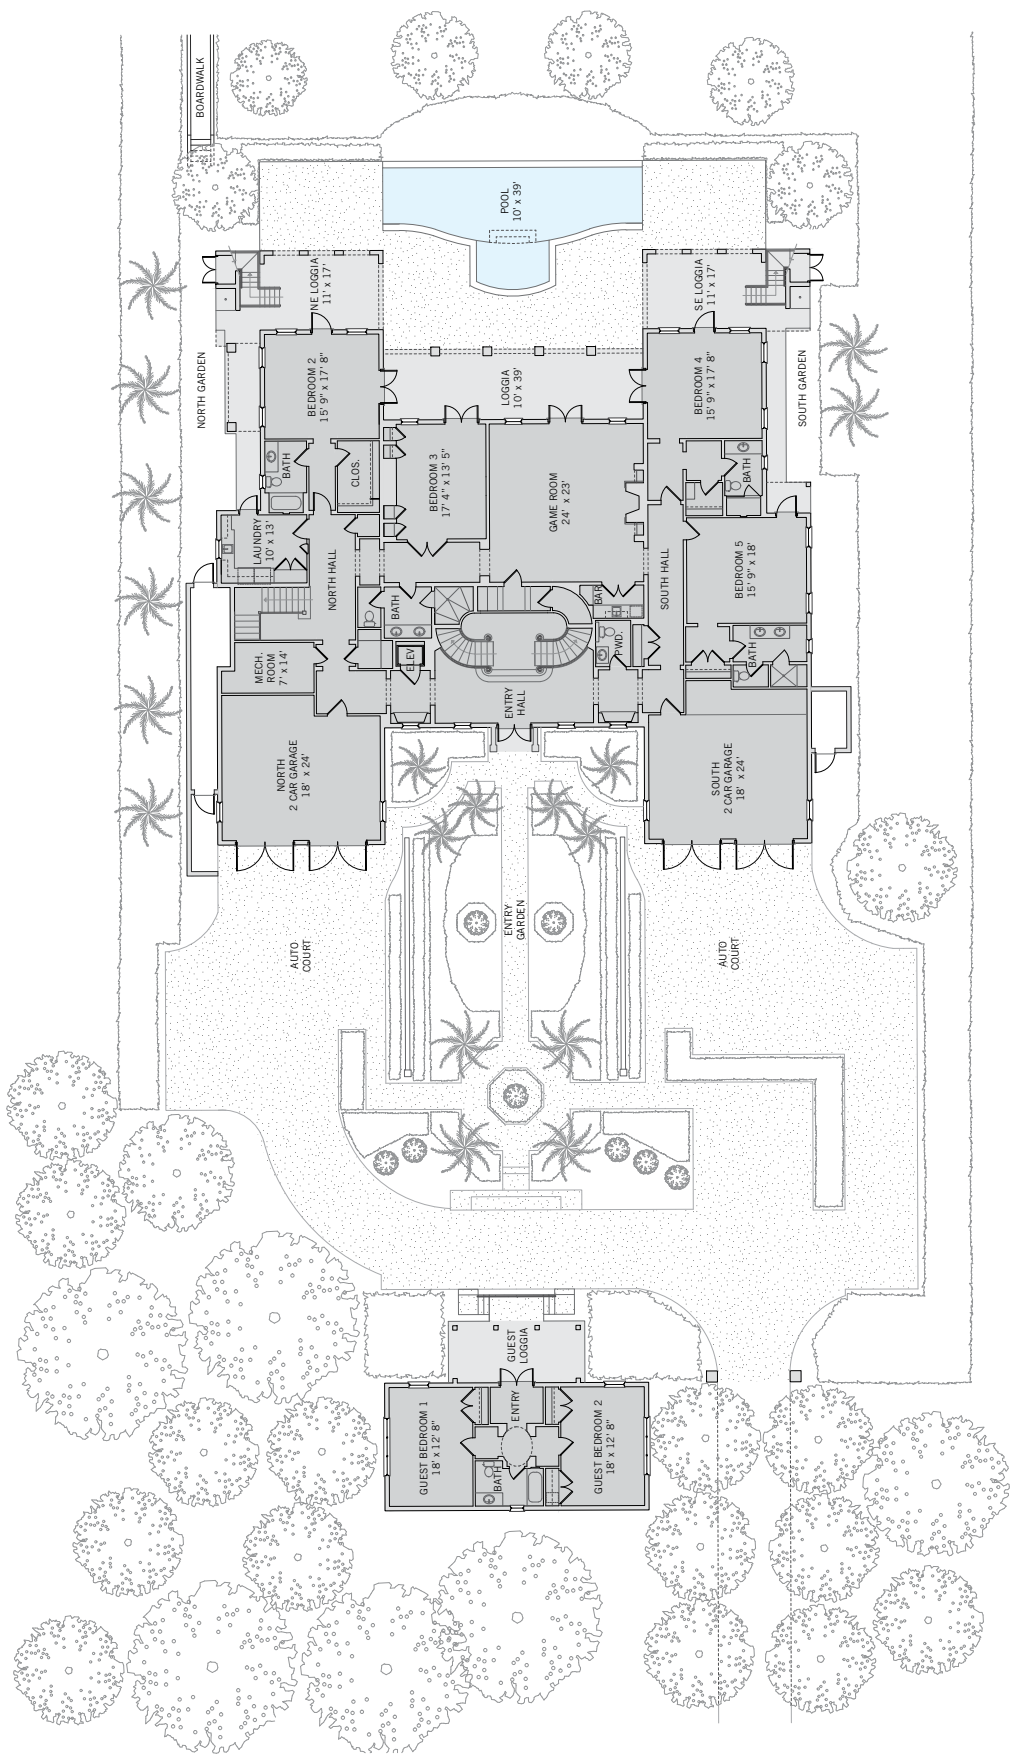 BOARDWALK
POOL
10' x 39'
NE LOGGIA
11' x 17'
SE LOGGIA
11' x 17'
NORTH GARDEN
BEDROOM 2
15' 9" x 17' 8"
LOGGIA
10' x 39'
BEDROOM 4
15' 9" x 17' 8"
SOUTH GARDEN
BATH
CLOS.
BEDROOM 3
17' 4" x 13' 5"
GAME ROOM
24' x 23'
BATH
LAUNDRY
10' x 13'
NORTH HALL
SOUTH HALL
BEDROOM 5
15' 9" x 18'
BATH
BAR
PWD.
BATH
ELEV
MECH.
ROOM
7' x 14'
ENTRY
HALL
NORTH
2 CAR GARAGE
18' x 24'
SOUTH
2 CAR GARAGE
18' x 24'
ENTRY
GARDEN
AUTO
COURT
AUTO
COURT
GUEST
LOGGIA
GUEST BEDROOM 1
18' x 12' 8"
ENTRY
BATH
GUEST BEDROOM 2
18' x 12' 8"